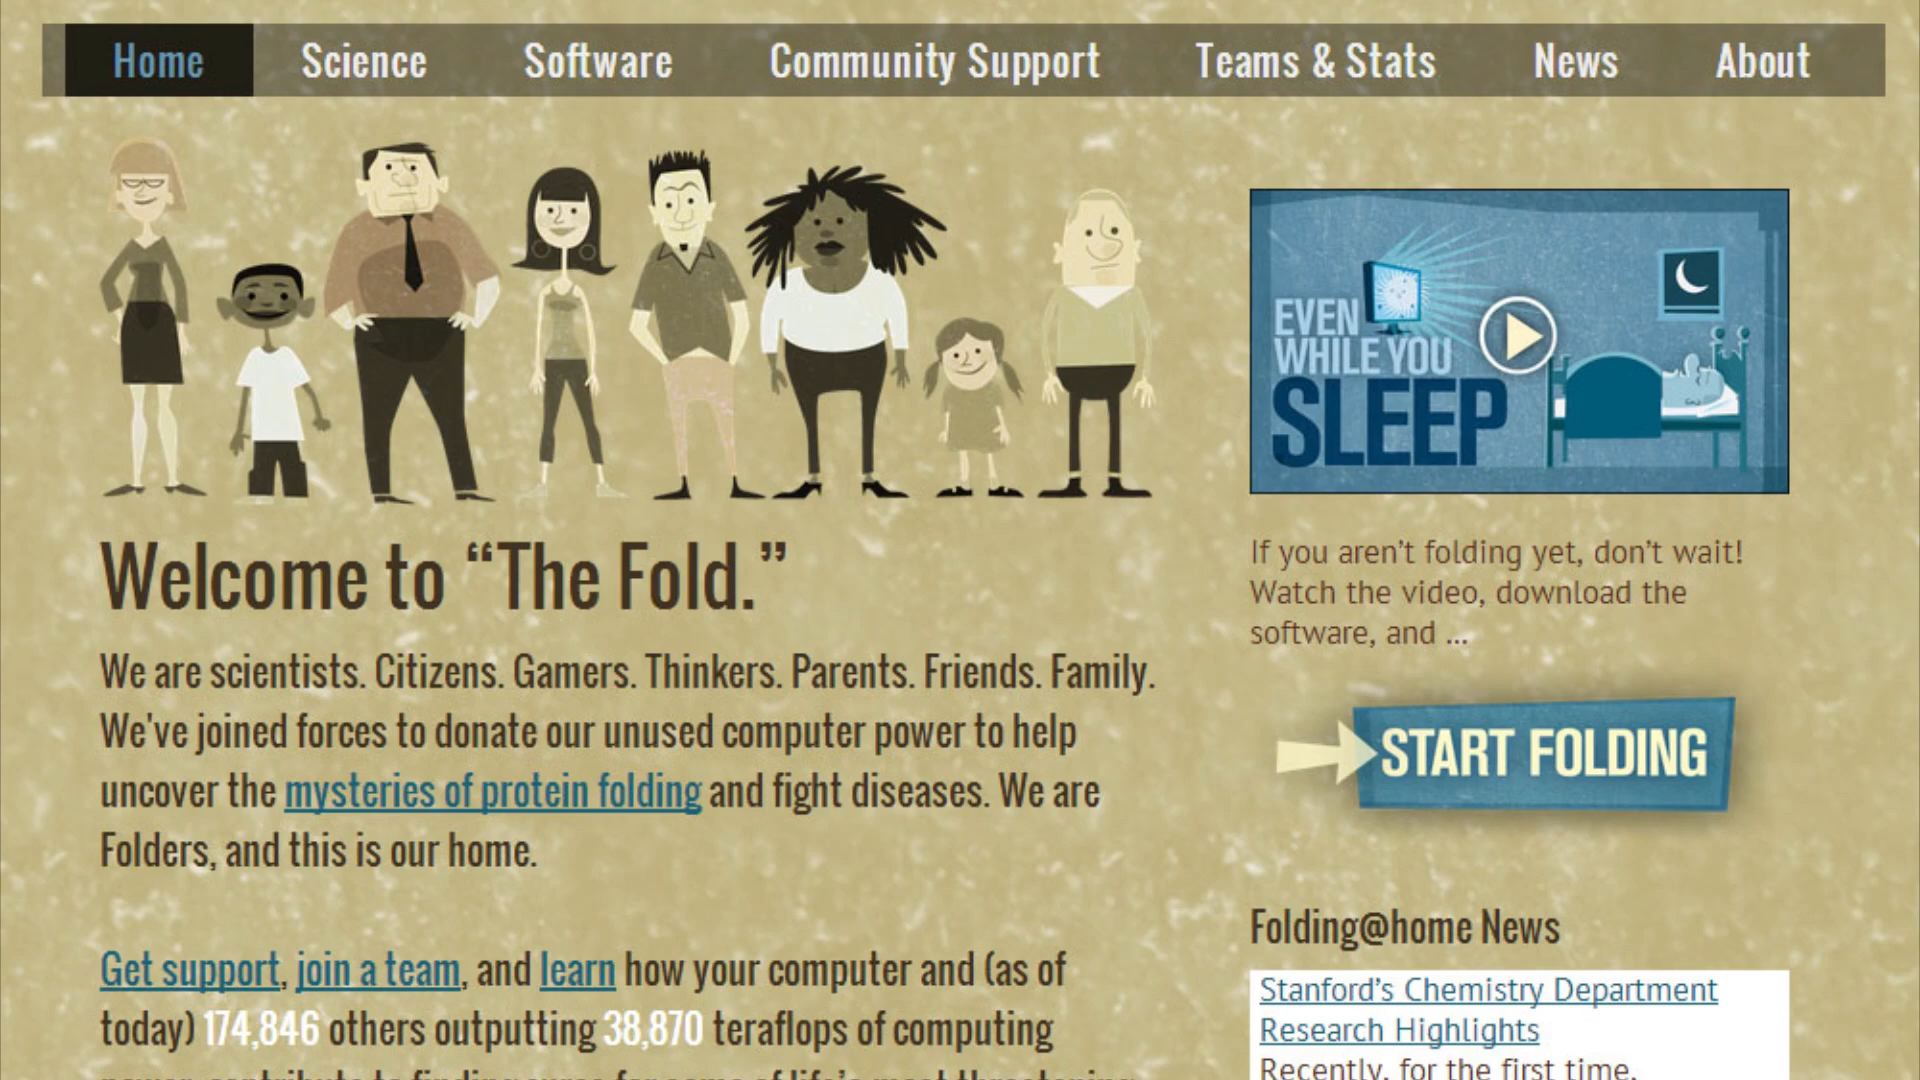 Home Science Software Community Support Teams & Stats News About
EVEN
WHILE YOU
SLEEP
Welcome to “The Fold.”
We are scientists. Citizens. Gamers. Thinkers. Parents. Friends. Family.
We've joined forces to donate our unused computer power to help
uncover the mysteries of protein folding and fight diseases. We are
Folders, and this is our home.
Get support, join a team, and learn how your computer and (as of
today) 174,846 others outputting 38,870 teraflops of computing
If you aren’t folding yet, don’t wait!
Watch the video, download the
software, and ...
START FOLDING
Folding@home News
Stanford’s Chemistry Department
Research Highlights
Recently, for the first time,